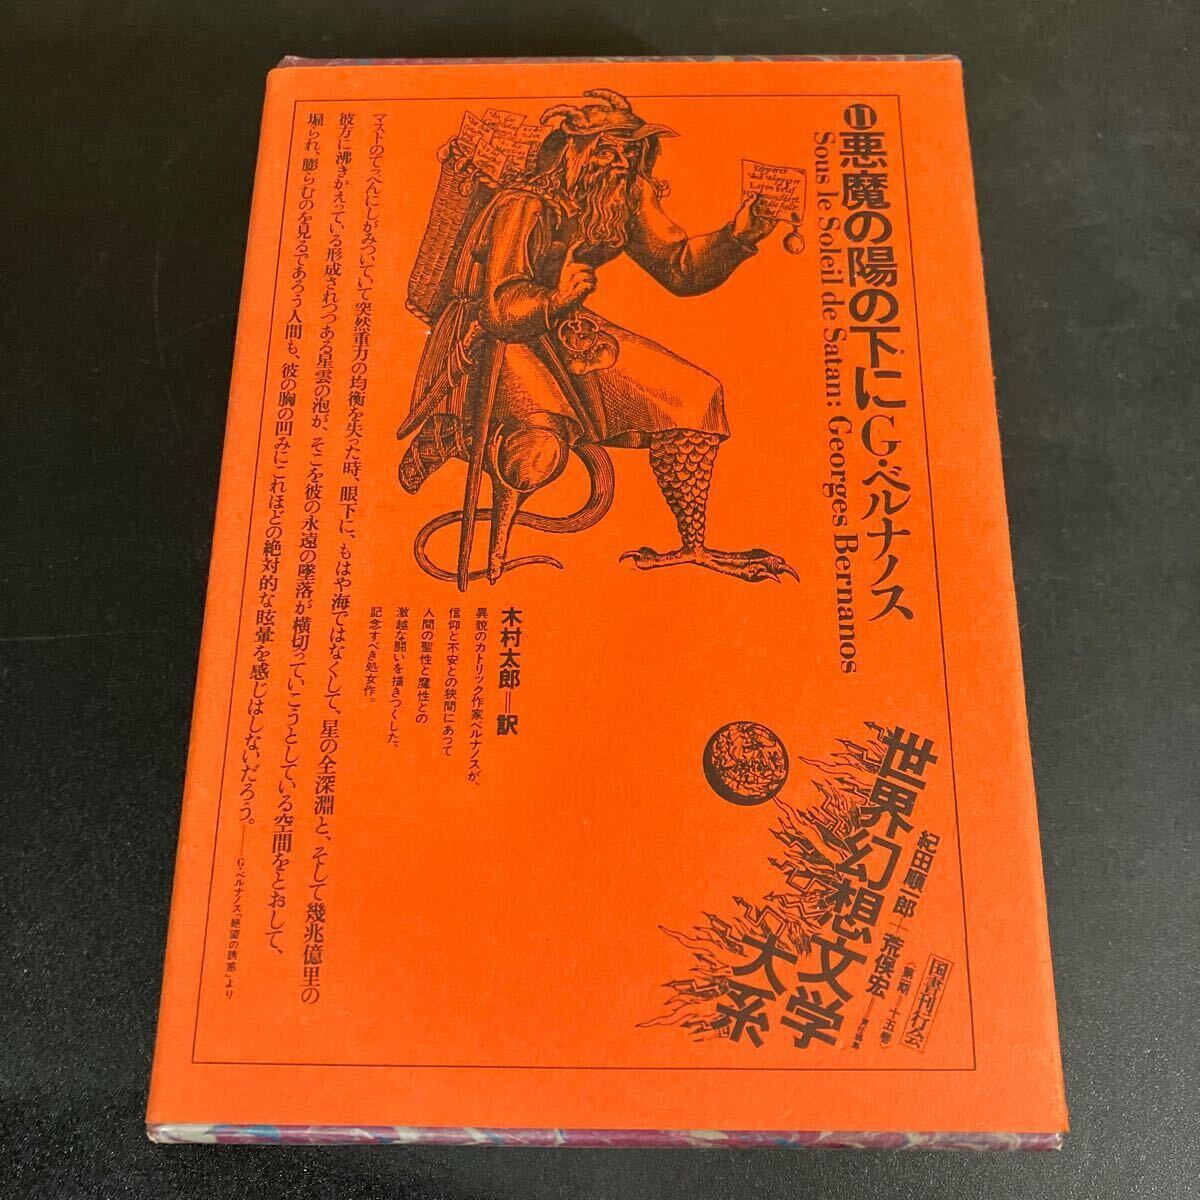 ⓫悪魔の陽の下に G・ベルナノス
Sous le Soleil de Satan: Georges Bernanos
木村太郎——訳
異貌のカトリック作家ベルナノスが、
信仰と不安との狭間にあって
人間の聖性と魔性との
激越な闘いを描きつくした、
記念すべき処女作。
マストのてっぺんにしがみついていて突然重力の均衡を失った時、眼下に、もはや海ではなくして、星の全深淵と、そして幾兆億里の
彼方に沸きかえっている形成されつつある星雲の泡が、そこを彼の永遠の墜落が横切っていこうとしている空間をとおして、
堀られ、膨らむのを見るであろう人間も、彼の胸の凹みにこれほどの絶対的な眩暈を感じはしないだろう。——G・ベルナノス「絶望の誘惑」より
世界幻想文学大系
紀田順一郎+荒俣宏——責任編集
〈第I期——十五巻〉
国書刊行会